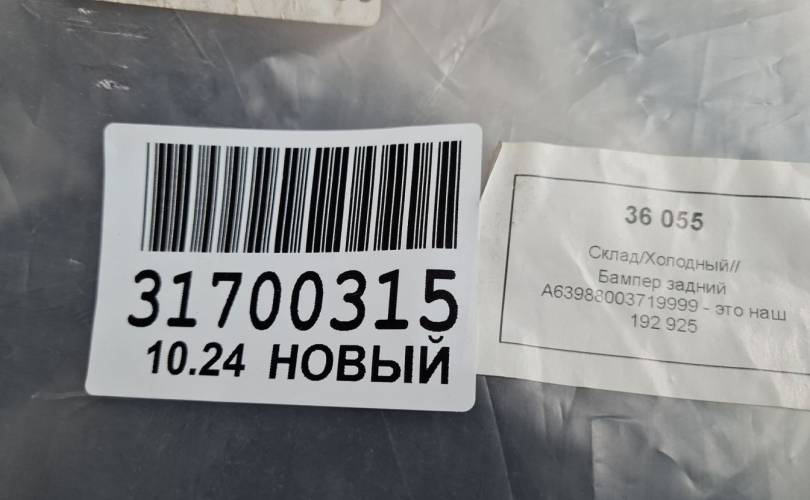 31700315
10.24 НОВЫЙ
36 055
Склад/Холодный//
Бампер задний
A63988003719999 - это наш
192 925